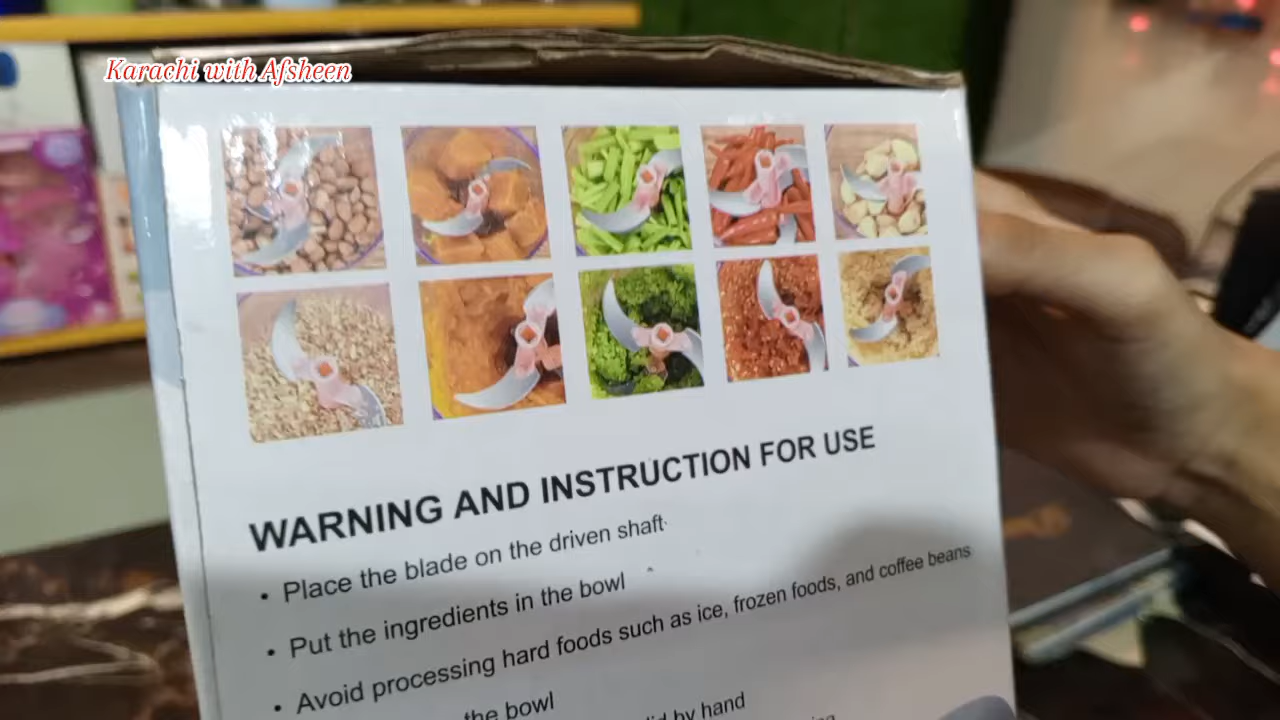 Karachi with Afsheen
WARNING AND INSTRUCTION FOR USE
• Place the blade on the driven shaft
• Put the ingredients in the bowl
• Avoid processing hard foods such as ice, frozen foods, and coffee beans
the bowl
by hand